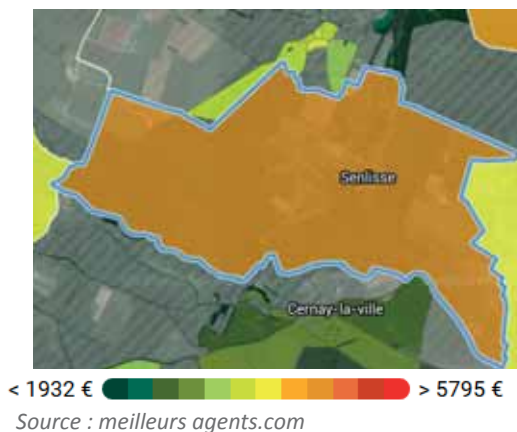 Senlisse
Cernay-la-ville
< 1932 € > 5795 €
Source : meilleurs agents.com